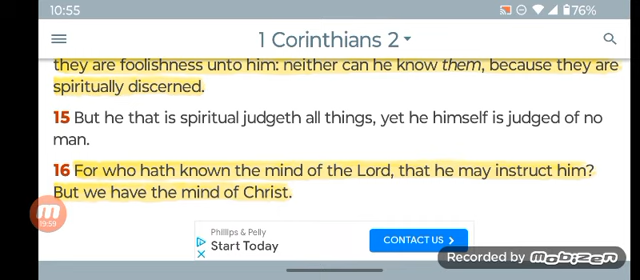 10:55
76%
1 Corinthians 2
they are foolishness unto him: neither can he know them, because they are
spiritually discerned.
15 But he that is spiritual judgeth all things, yet he himself is judged of no
man.
16 For who hath known the mind of the Lord, that he may instruct him?
But we have the mind of Christ.
19:59
Phillips & Pelly
Start Today
CONTACT US
Recorded by mobizen